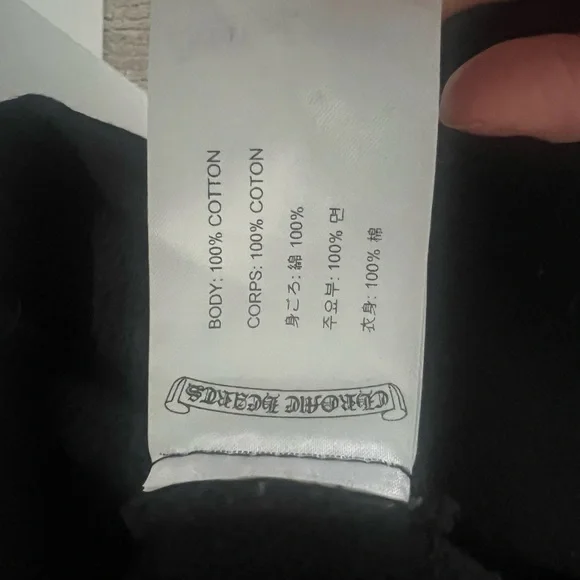 BODY: 100% COTTON
CORPS: 100% COTON
身ごろ: 綿 100%
주요부: 100% 면
衣身: 100% 棉
CHROME HEARTS